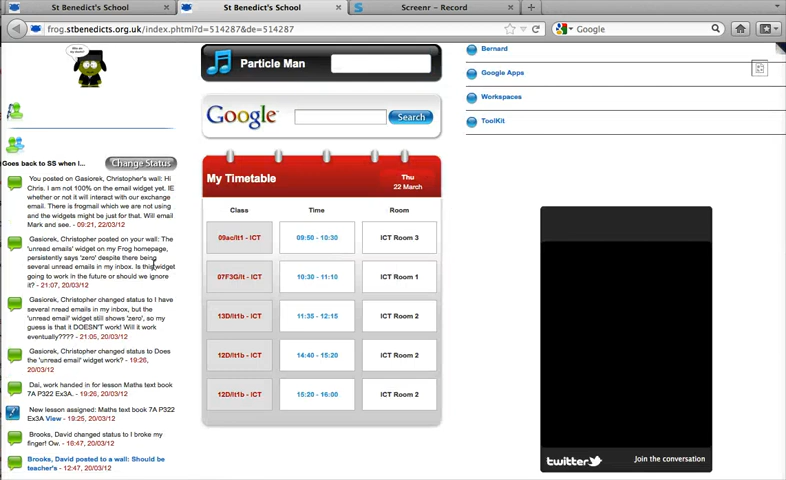 St Benedict's School
St Benedict's School
Screenr – Record
frog.stbenedicts.org.uk/index.phtml?d=514287&de=514287
Google
Goes back to SS when I...
Change Status
You posted on Gasiorek, Christopher's wall: Hi
Chris. I am not 100% on the email widget yet. IE
whether or not it will interact with our exchange
email. There is frogmail which we are not using
and the widgets might be just for that. Will email
Mark and see. - 09:21, 22/03/12
Gasiorek, Christopher posted on your wall: The
'unread emails' widget on my Frog homepage,
persistently says 'zero' despite there being
several unread emails in my inbox. Is this widget
going to work in the future or should we ignore
it? - 21:07, 20/03/12
Gasiorek, Christopher changed status to I have
several nread emails in my inbox, but the
'unread email' widget still shows 'zero', so my
guess is that it DOESN'T work! Will it work
eventually???? - 21:05, 20/03/12
Gasiorek, Christopher changed status to Does
the 'unread email' widget work? - 19:26,
20/03/12
Dai, work handed in for lesson Maths text book
7A P322 Ex3A. - 19:26, 20/03/12
New lesson assigned: Maths text book 7A P322
Ex3A View - 19:25, 20/03/12
Brooks, David changed status to I broke my
finger! Ow. - 16:47, 20/03/12
Brooks, David posted to a wall: Should be
teacher's - 12:47, 20/03/12
Particle Man
Google
Search
My Timetable
Thu
22 March
Class Time Room
09ac/It1 - ICT 09:50 - 10:30 ICT Room 3
07F3G/It - ICT 10:30 - 11:10 ICT Room 1
13D/It1b - ICT 11:35 - 12:15 ICT Room 2
12D/It1b - ICT 14:40 - 15:20 ICT Room 2
12D/It1b - ICT 15:20 - 16:00 ICT Room 2
Bernard
Google Apps
Workspaces
ToolKit
twitter
Join the conversation